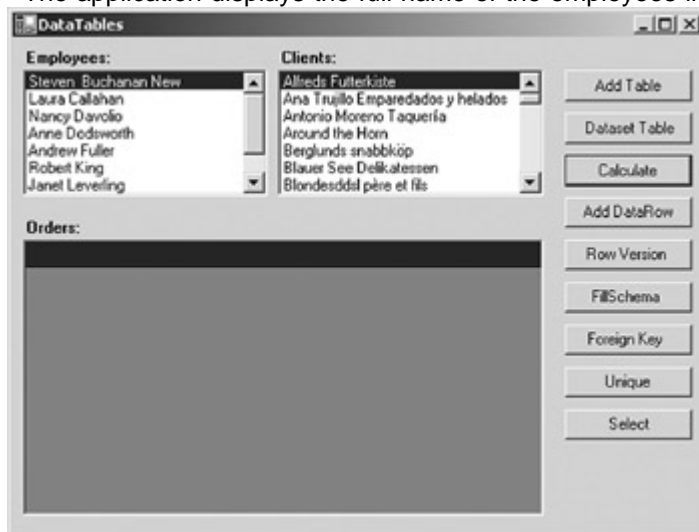 The application displays the full name of the employees i
DataTables
Employees:
Steven Buchanan New
Laura Callahan
Nancy Davolio
Anne Dodsworth
Andrew Fuller
Robert King
Janet Leverling
Clients:
Alfreds Futterkiste
Ana Trujillo Emparedados y helados
Antonio Moreno Taquería
Around the Horn
Berglunds snabbköp
Blauer See Delikatessen
Blondesddsl père et fils
Orders:
Add Table
Dataset Table
Calculate
Add DataRow
Row Version
FillSchema
Foreign Key
Unique
Select